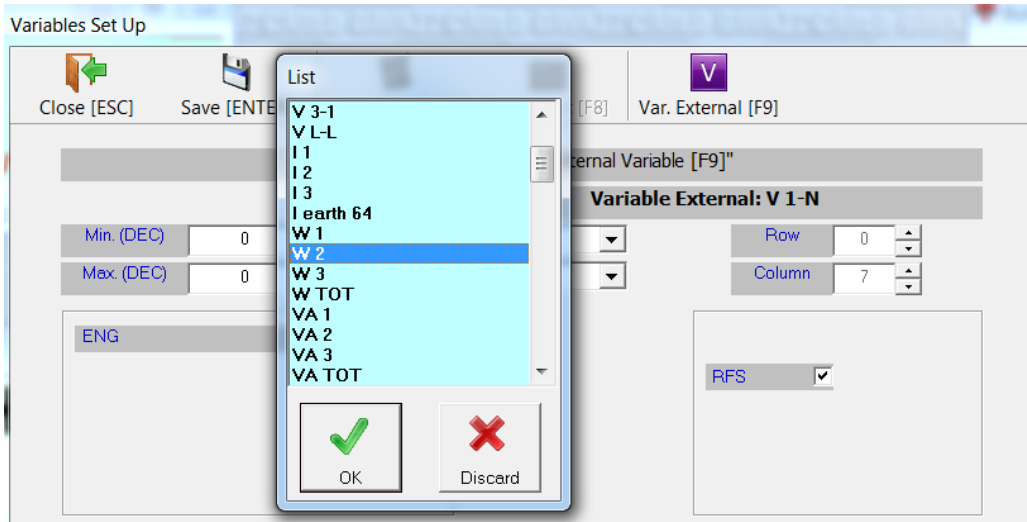 Variables Set Up
Close [ESC]
Save [ENTE
[F8]
V
Var. External [F9]
List
V 3-1
V L-L
I 1
I 2
I 3
I earth 64
W 1
W 2
W 3
W TOT
VA 1
VA 2
VA 3
VA TOT
OK
Discard
ternal Variable [F9]"
Variable External: V 1-N
Min. (DEC)
0
Row
0
Max. (DEC)
0
Column
7
ENG
RFS